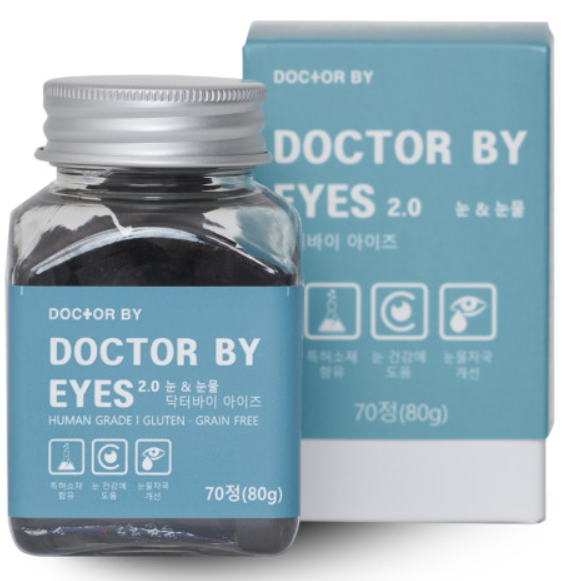 DOCTOR BY
DOCTOR BY
EYES 2.0 눈 & 눈물
바이 아이즈
특허소재
함유
눈 건강에
도움
눈물자국
개선
70정(80g)
DOCTOR BY
DOCTOR BY
EYES 2.0 눈 & 눈물
닥터바이 아이즈
HUMAN GRADE I GLUTEN · GRAIN FREE
특허소재
함유
눈 건강에
도움
눈물자국
개선
70정(80g)